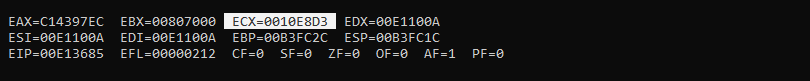 EAX=C14397EC EBX=00807000 ECX=0010E8D3 EDX=00E1100A
ESI=00E1100A EDI=00E1100A EBP=00B3FC2C ESP=00B3FC1C
EIP=00E13685 EFL=00000212 CF=0 SF=0 ZF=0 OF=0 AF=1 PF=0